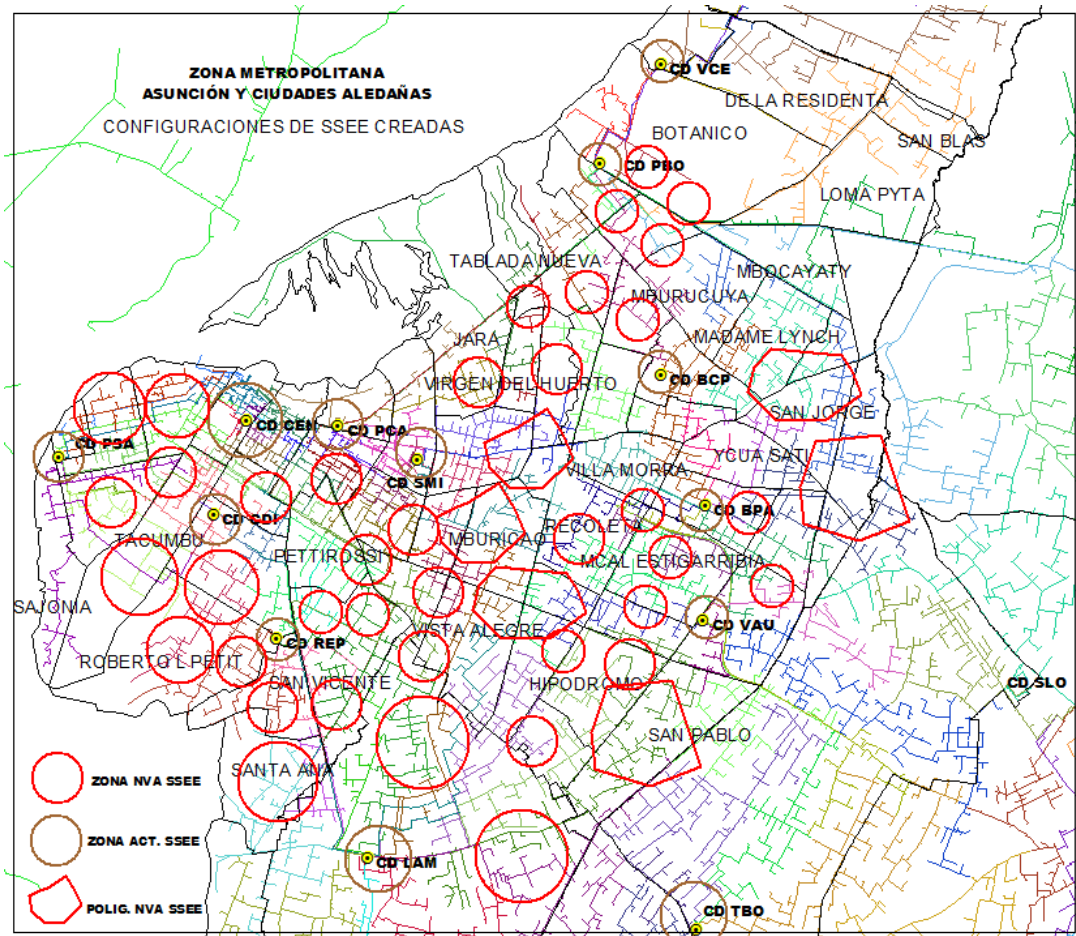 ZONA METROPOLITANA
ASUNCIÓN Y CIUDADES ALEDAÑAS
CONFIGURACIONES DE SSEE CREADAS
CD VCE
DE LA RESIDENTA
BOTANICO
SAN BLAS
CD PBO
LOMA PYTA
TABLADA NUEVA
MBOCAYATY
MBURUCUYA
MADAME LYNCH
JARA
VIRGEN DEL HUERTO
CD BCP
SAN JORGE
CD CEN
CD PCA
CD PSA
YCUA SATI
VILLA MORRA
CD SMI
CD BPA
CD CDI
RECOLETA
TACUMBU
MBURICAO
PETTIROSSI
MCAL ESTIGARRIBIA
SAJONIA
CD VAU
VISTA ALEGRE
CD REP
ROBERTO L PETIT
SAN VICENTE
HIPODROMO
CD SLO
SAN PABLO
SANTA ANA
ZONA NVA SSEE
ZONA ACT. SSEE
CD LAM
POLIG. NVA SSEE
CD TBO